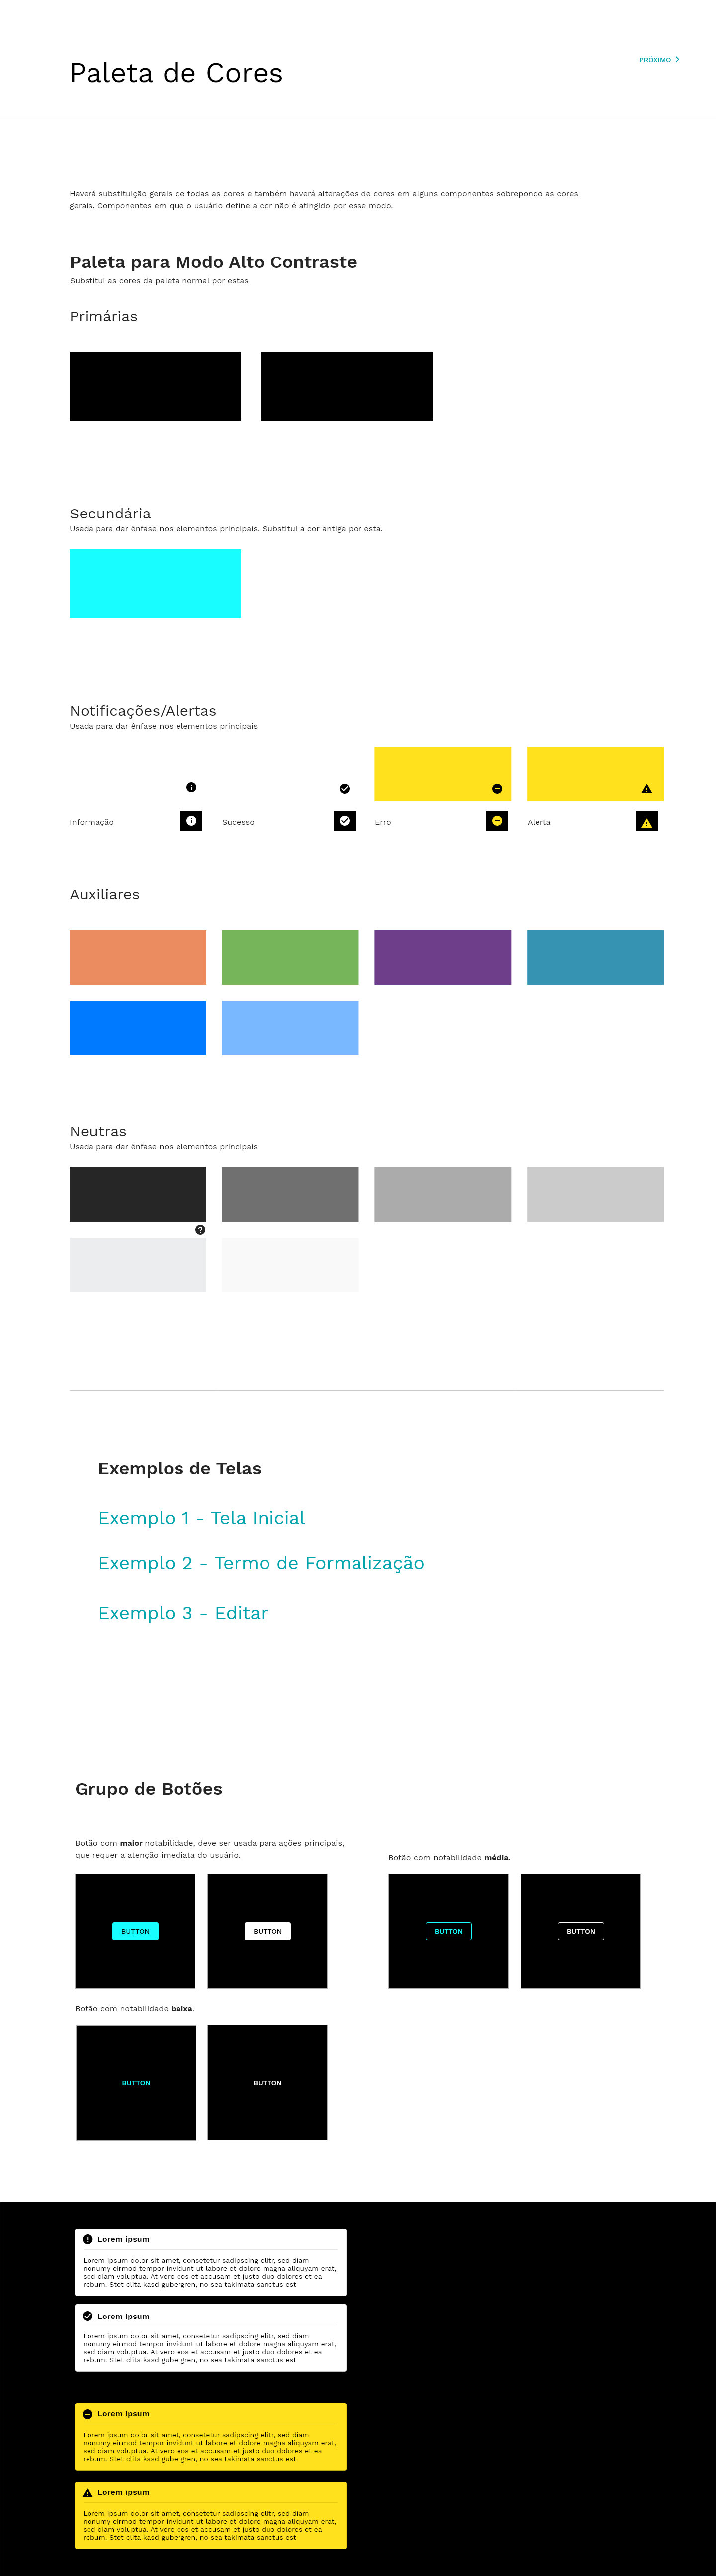 PRÓXIMO
Paleta de Cores
Haverá substituição gerais de todas as cores e também haverá alterações de cores em alguns componentes sobrepondo as cores
gerais. Componentes em que o usuário define a cor não é atingido por esse modo.
Paleta para Modo Alto Contraste
Substitui as cores da paleta normal por estas
Primárias
Secundária
Usada para dar ênfase nos elementos principais. Substitui a cor antiga por esta.
Notificações/Alertas
Usada para dar ênfase nos elementos principais
Informação
Sucesso
Erro
Alerta
Auxiliares
Neutras
Usada para dar ênfase nos elementos principais
Exemplos de Telas
Exemplo 1 - Tela Inicial
Exemplo 2 - Termo de Formalização
Exemplo 3 - Editar
Grupo de Botões
Botão com maior notabilidade, deve ser usada para ações principais,
que requer a atenção imediata do usuário.
Botão com notabilidade média.
BUTTON
BUTTON
BUTTON
BUTTON
Botão com notabilidade baixa.
BUTTON
BUTTON
Lorem ipsum
Lorem ipsum dolor sit amet, consetetur sadipscing elitr, sed diam
nonumy eirmod tempor invidunt ut labore et dolore magna aliquyam erat,
sed diam voluptua. At vero eos et accusam et justo duo dolores et ea
rebum. Stet clita kasd gubergren, no sea takimata sanctus est
Lorem ipsum
Lorem ipsum dolor sit amet, consetetur sadipscing elitr, sed diam
nonumy eirmod tempor invidunt ut labore et dolore magna aliquyam erat,
sed diam voluptua. At vero eos et accusam et justo duo dolores et ea
rebum. Stet clita kasd gubergren, no sea takimata sanctus est
Lorem ipsum
Lorem ipsum dolor sit amet, consetetur sadipscing elitr, sed diam
nonumy eirmod tempor invidunt ut labore et dolore magna aliquyam erat,
sed diam voluptua. At vero eos et accusam et justo duo dolores et ea
rebum. Stet clita kasd gubergren, no sea takimata sanctus est
Lorem ipsum
Lorem ipsum dolor sit amet, consetetur sadipscing elitr, sed diam
nonumy eirmod tempor invidunt ut labore et dolore magna aliquyam erat,
sed diam voluptua. At vero eos et accusam et justo duo dolores et ea
rebum. Stet clita kasd gubergren, no sea takimata sanctus est